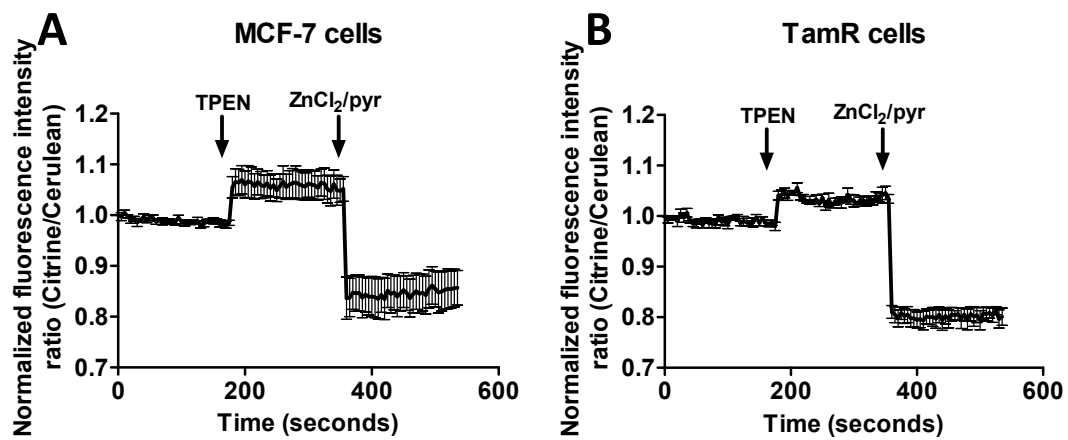 A
MCF-7 cells
Normalized fluorescence intensity
ratio (Citrine/Cerulean)
1.2
1.1
1.0
0.9
0.8
0.7
TPEN
ZnCl₂/pyr
0
200
400
600
Time (seconds)
B
TamR cells
Normalized fluorescence intensity
ratio (Citrine/Cerulean)
1.2
1.1
1.0
0.9
0.8
0.7
TPEN
ZnCl₂/pyr
0
200
400
600
Time (seconds)